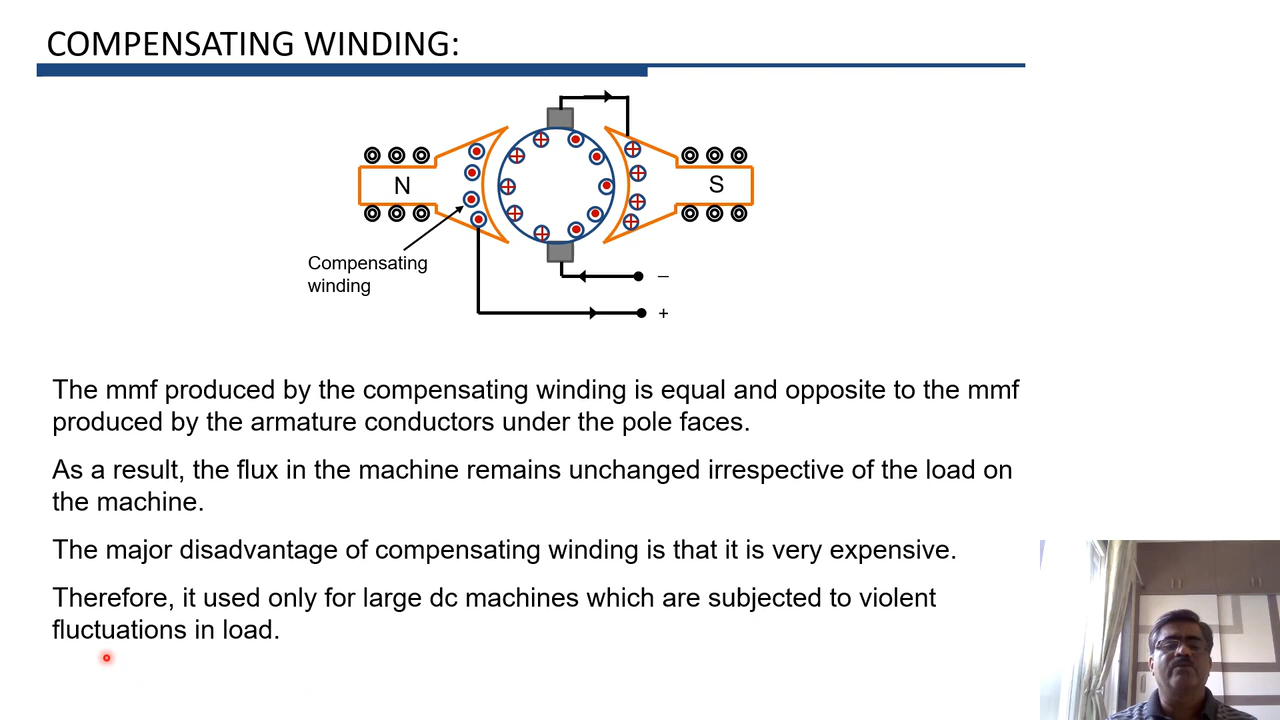 COMPENSATING WINDING:
N
S
Compensating
winding
–
+
The mmf produced by the compensating winding is equal and opposite to the mmf
produced by the armature conductors under the pole faces.
As a result, the flux in the machine remains unchanged irrespective of the load on
the machine.
The major disadvantage of compensating winding is that it is very expensive.
Therefore, it used only for large dc machines which are subjected to violent
fluctuations in load.